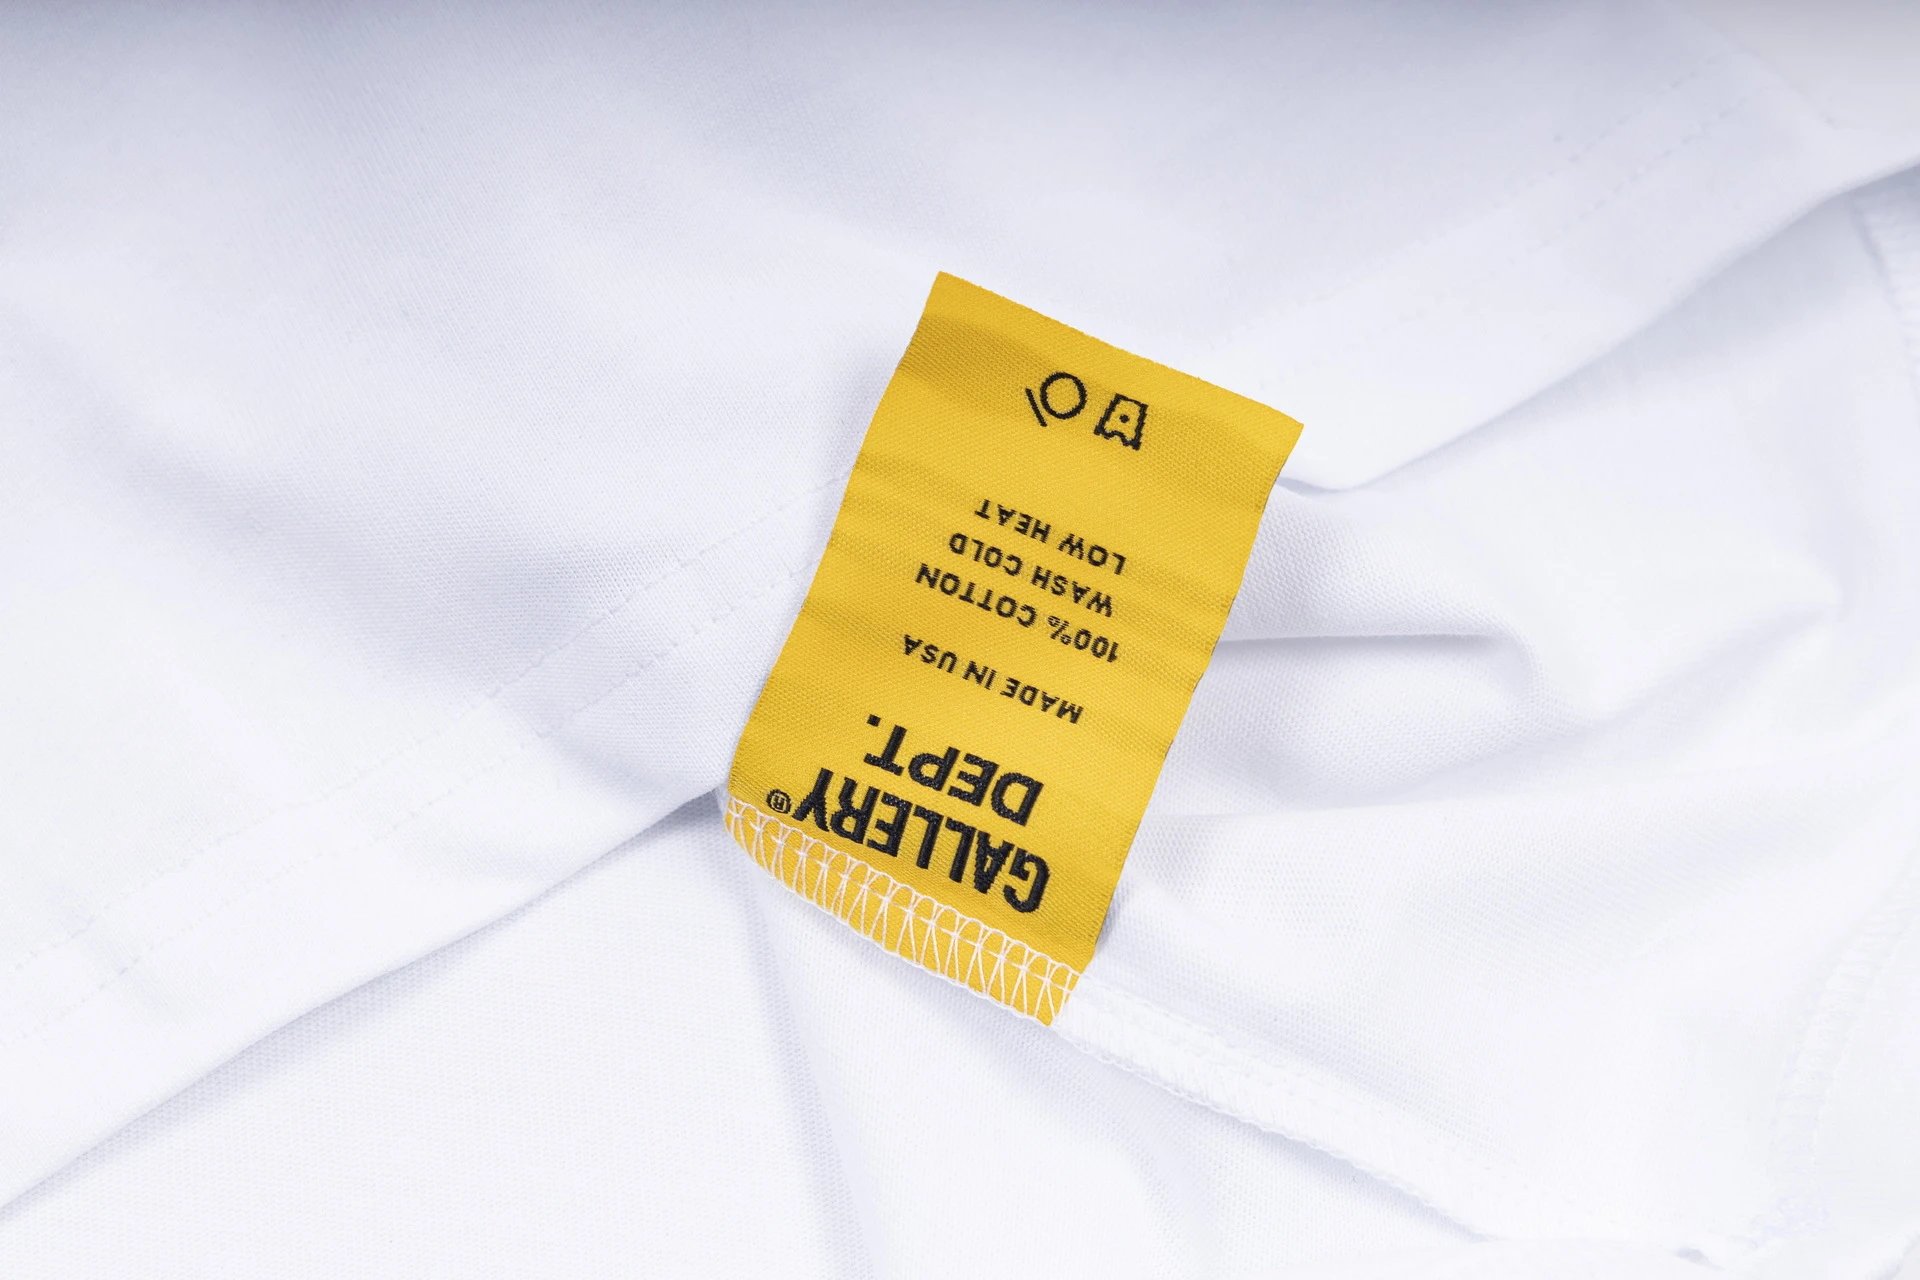 GALLERY®
DEPT.
MADE IN USA
100% COTTON
WASH COLD
LOW HEAT